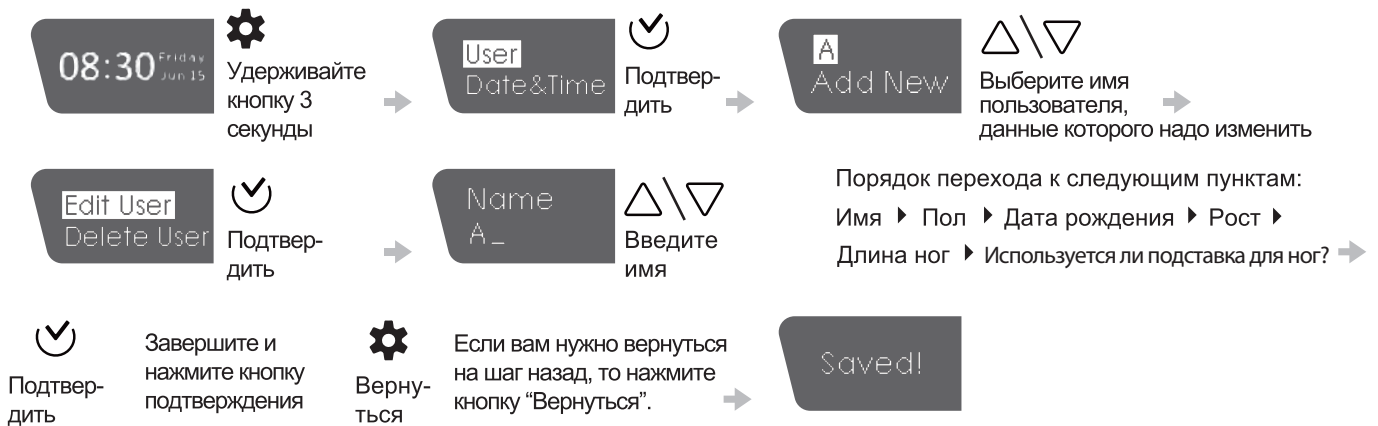 08:30 Friday
Jun 15
Удерживайте
кнопку 3
секунды
User
Date&Time
Подтвер-
дить
A
Add New
Выберите имя
пользователя,
данные которого надо изменить
Edit User
Delete User
Подтвер-
дить
Name
A_
Введите
имя
Порядок перехода к следующим пунктам:
Имя ▶ Пол ▶ Дата рождения ▶ Рост ▶
Длина ног ▶ Используется ли подставка для ног?
Подтвер-
дить
Завершите и
нажмите кнопку
подтверждения
Верну-
ться
Если вам нужно вернуться
на шаг назад, то нажмите
кнопку “Вернуться”.
Saved!